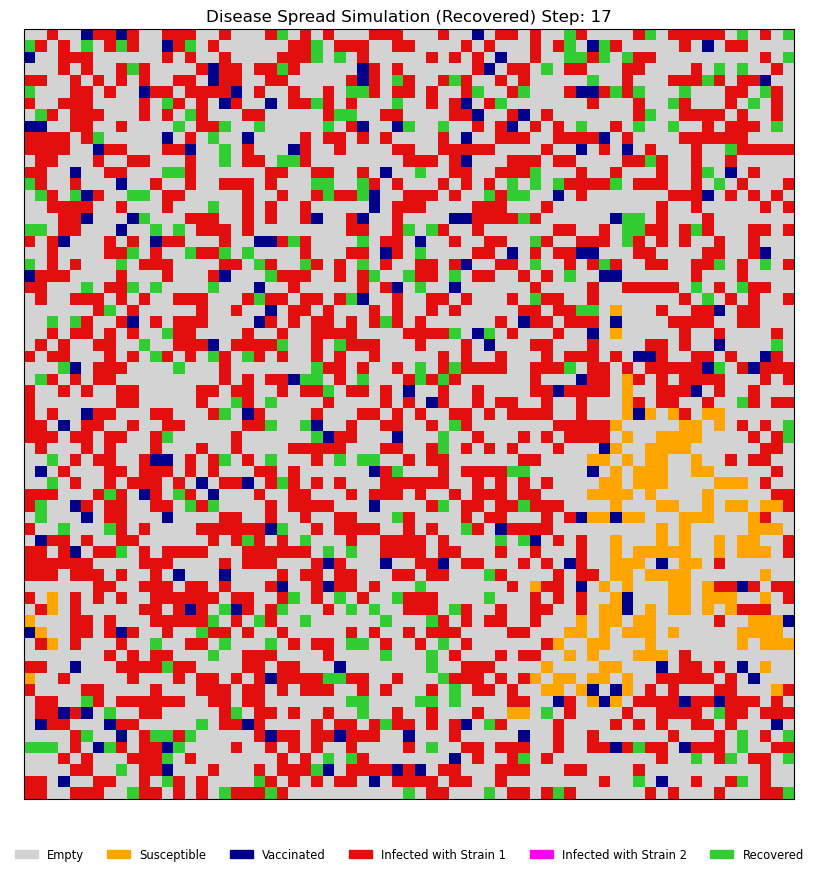 Disease Spread Simulation (Recovered) Step: 17
Empty Susceptible Vaccinated Infected with Strain 1 Infected with Strain 2 Recovered